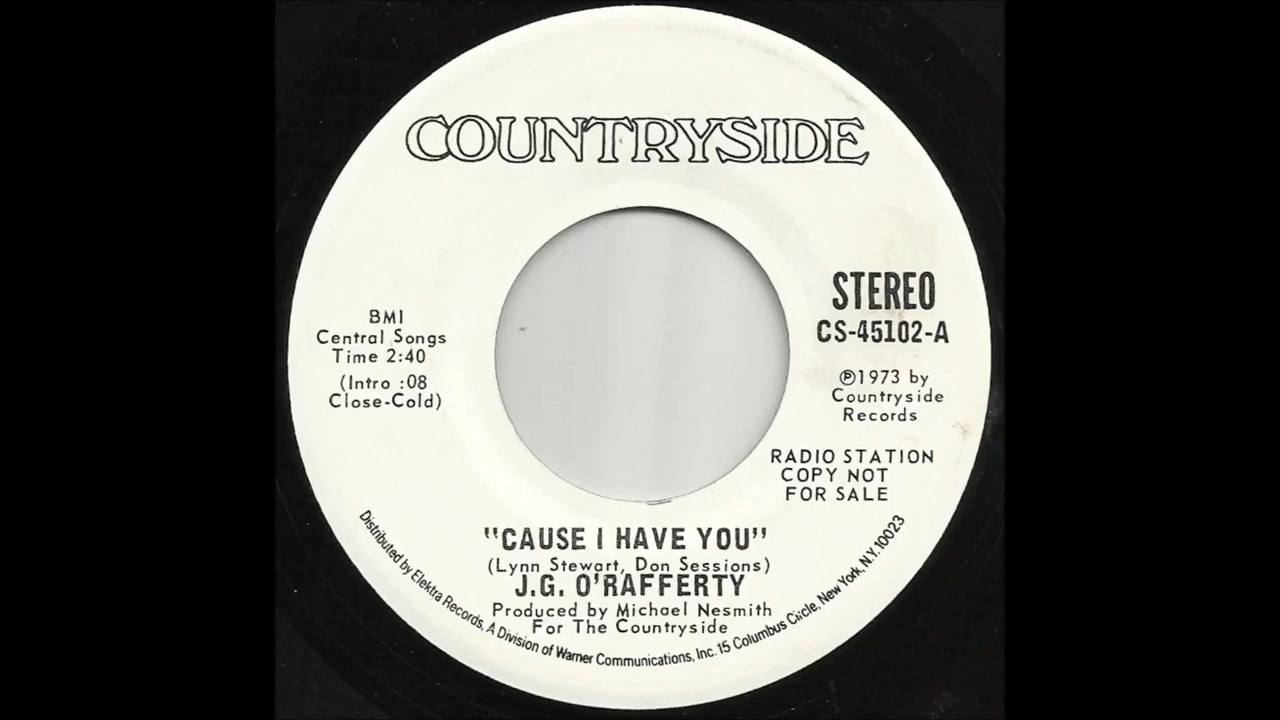 COUNTRYSIDE
BMI
Central Songs
Time 2:40
(Intro :08
Close-Cold)
STEREO
CS-45102-A
℗1973 by
Countryside
Records
RADIO STATION
COPY NOT
FOR SALE
"CAUSE I HAVE YOU"
(Lynn Stewart, Don Sessions)
J.G. O'RAFFERTY
Produced by Michael Nesmith
For The Countryside
Distributed by Elektra Records, A Division of Warner Communications, Inc. 15 Columbus Circle, New York, N.Y. 10023